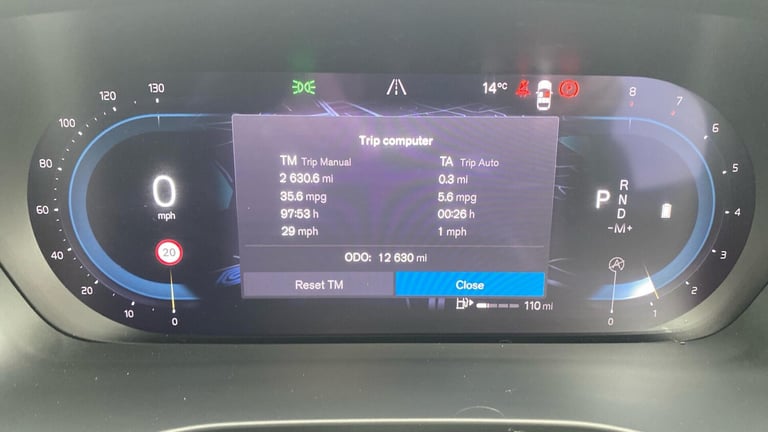 14°C
130
120
100
80
60
40
20
10
0
0
mph
20
Trip computer
TM Trip Manual
TA Trip Auto
2 630.6 mi
0.3 mi
35.6 mpg
5.6 mpg
97:53 h
00:26 h
29 mph
1 mph
ODO: 12 630 mi
Reset TM
Close
110 mi
P
R
N
D
-M+
A
8
7
6
5
4
3
2
1
0